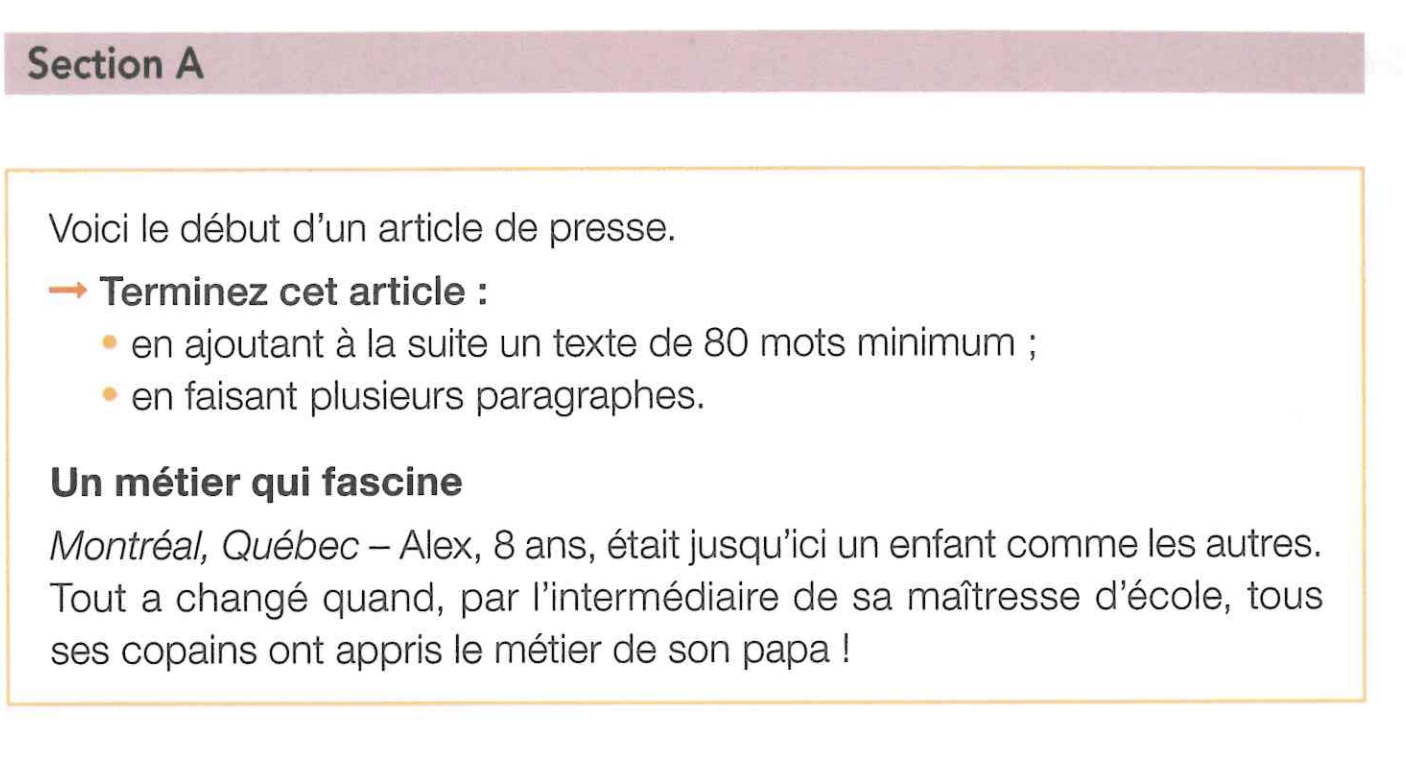 Section A
Voici le début d'un article de presse.
→ Terminez cet article :
• en ajoutant à la suite un texte de 80 mots minimum ;
• en faisant plusieurs paragraphes.
Un métier qui fascine
Montréal, Québec – Alex, 8 ans, était jusqu'ici un enfant comme les autres.
Tout a changé quand, par l'intermédiaire de sa maîtresse d'école, tous
ses copains ont appris le métier de son papa !